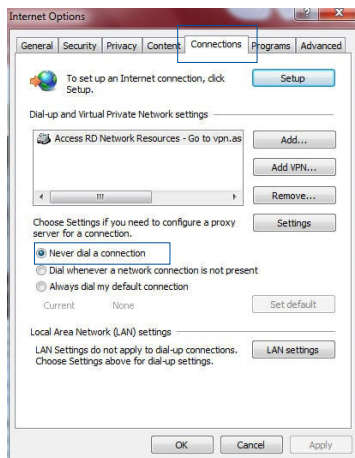 Internet Options
General Security Privacy Content Connections Programs Advanced
To set up an Internet connection, click
Setup.
Setup
Dial-up and Virtual Private Network settings
Access RD Network Resources - Go to vpn.as
Add...
Add VPN...
Remove...
Choose Settings if you need to configure a proxy
server for a connection.
Settings
Never dial a connection
Dial whenever a network connection is not present
Always dial my default connection
Current None
Set default
Local Area Network (LAN) settings
LAN Settings do not apply to dial-up connections.
Choose Settings above for dial-up settings.
LAN settings
OK Cancel Apply